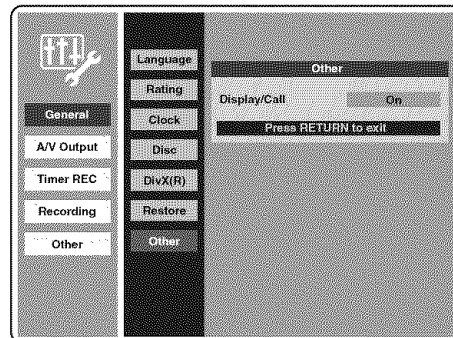 General
A/V Output
Timer REC
Recording
Other
Language
Rating
Clock
Disc
DivX(R)
Restore
Other
Other
Display/Call On
Press RETURN to exit